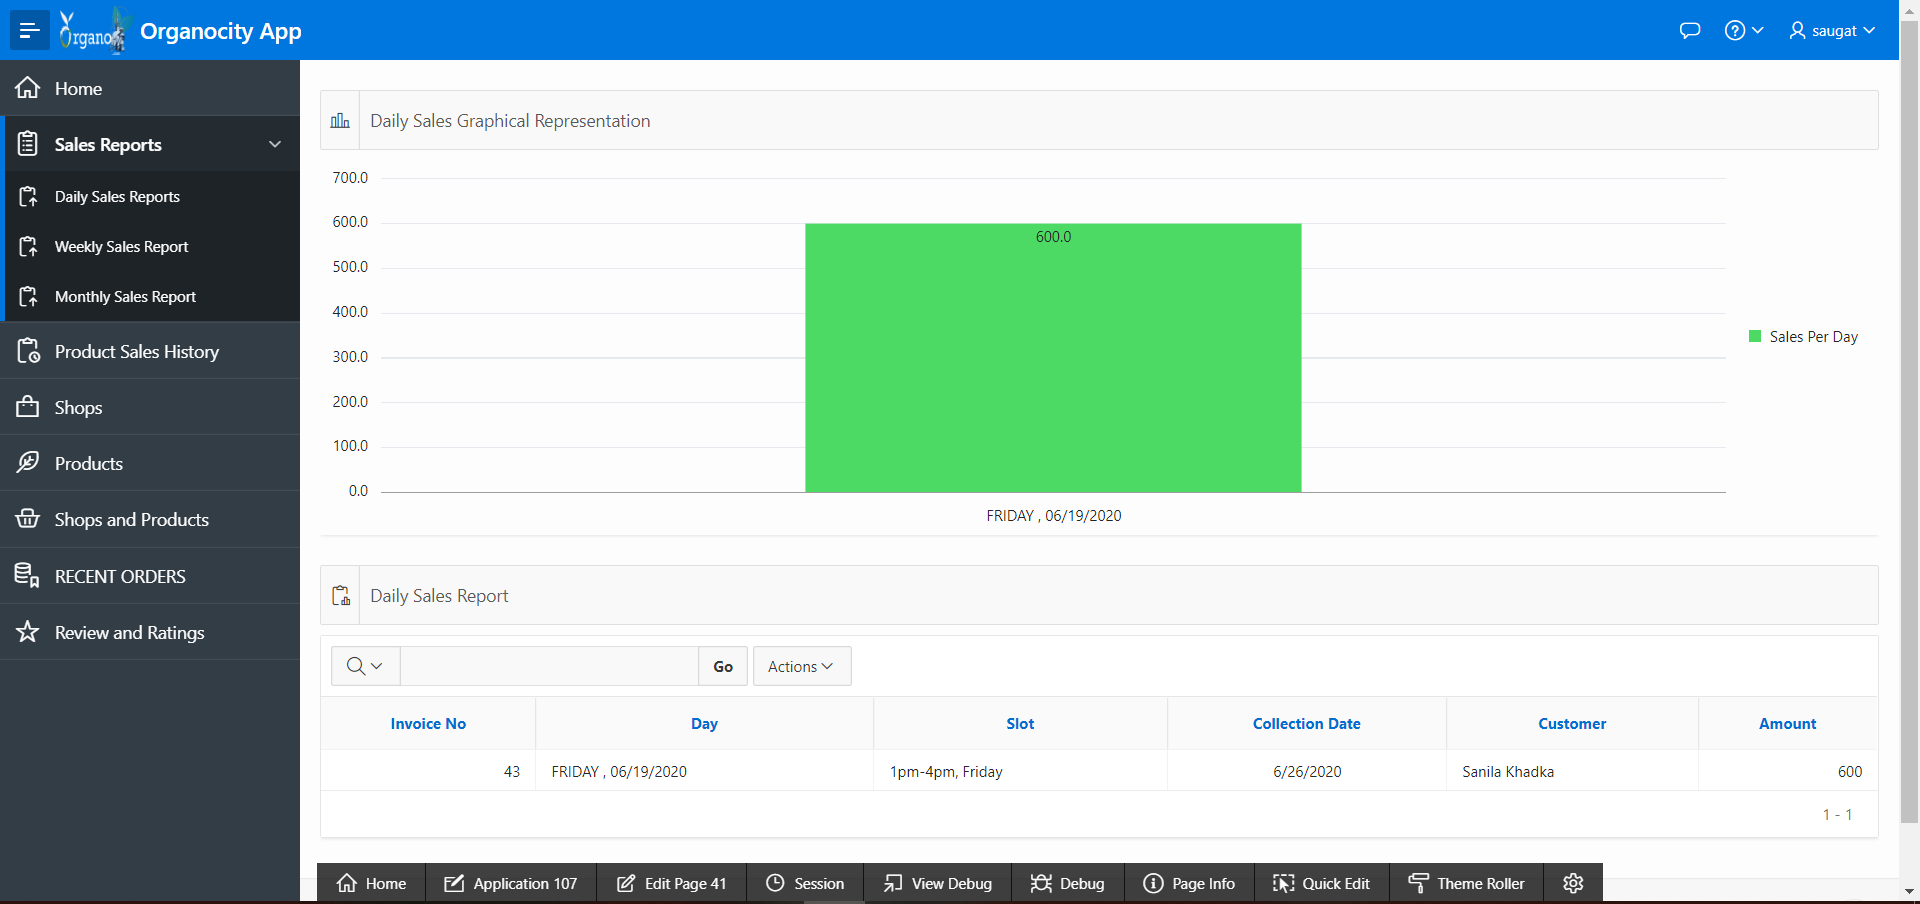 Organo
Organocity App
saugat
Home
Sales Reports
Daily Sales Reports
Weekly Sales Report
Monthly Sales Report
Product Sales History
Shops
Products
Shops and Products
RECENT ORDERS
Review and Ratings
Daily Sales Graphical Representation
700.0
600.0
500.0
400.0
300.0
200.0
100.0
0.0
600.0
FRIDAY , 06/19/2020
Sales Per Day
Daily Sales Report
Go Actions
Invoice No Day Slot Collection Date Customer Amount
43 FRIDAY , 06/19/2020 1pm-4pm, Friday 6/26/2020 Sanila Khadka 600
1 - 1
Home Application 107 Edit Page 41 Session View Debug Debug Page Info Quick Edit Theme Roller